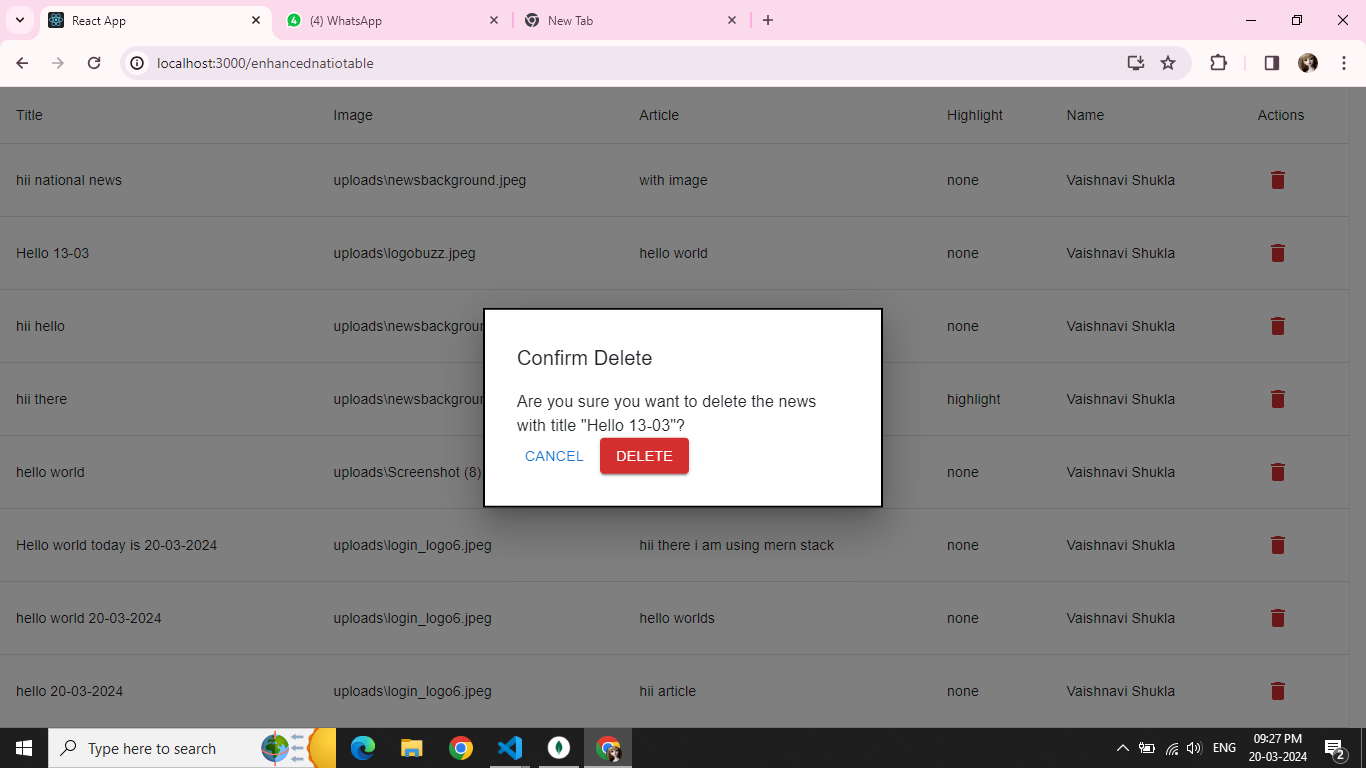 React App
(4) WhatsApp
New Tab
localhost:3000/enhancednatiotable
Title Image Article Highlight Name Actions
hii national news uploads\newsbackground.jpeg with image none Vaishnavi Shukla
Hello 13-03 uploads\logobuzz.jpeg hello world none Vaishnavi Shukla
hii hello uploads\newsbackgroun none Vaishnavi Shukla
hii there uploads\newsbackgroun highlight Vaishnavi Shukla
hello world uploads\Screenshot (8) none Vaishnavi Shukla
Confirm Delete
Are you sure you want to delete the news
with title "Hello 13-03"?
CANCEL DELETE
Hello world today is 20-03-2024 uploads\login_logo6.jpeg hii there i am using mern stack none Vaishnavi Shukla
hello world 20-03-2024 uploads\login_logo6.jpeg hello worlds none Vaishnavi Shukla
hello 20-03-2024 uploads\login_logo6.jpeg hii article none Vaishnavi Shukla
Type here to search
ENG
09:27 PM
20-03-2024
2